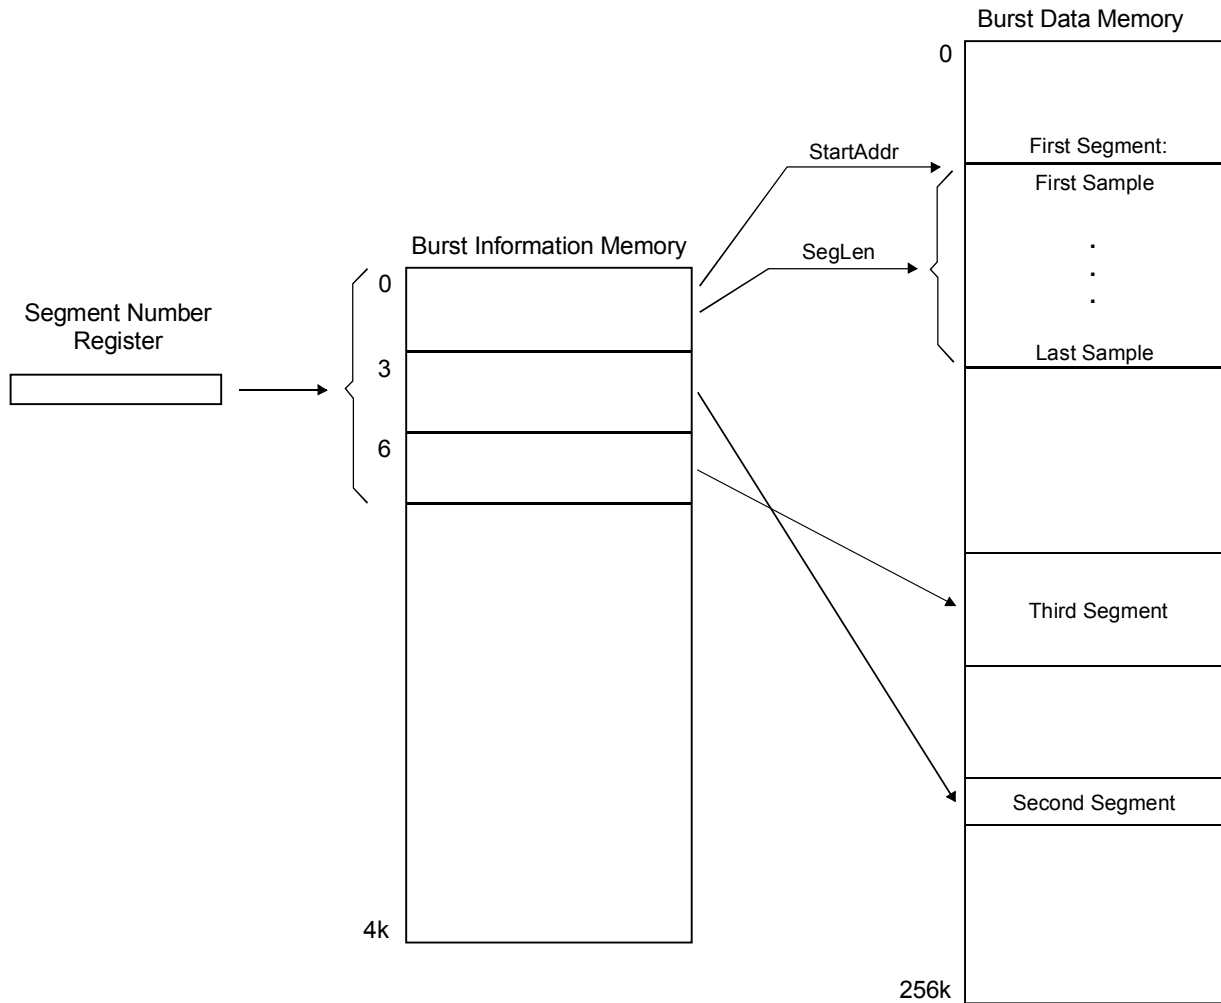 Burst Data Memory
0
First Segment:
StartAddr
First Sample
.
.
.
SegLen
Last Sample
Burst Information Memory
0
3
6
4k
Segment Number
Register
Third Segment
Second Segment
256k